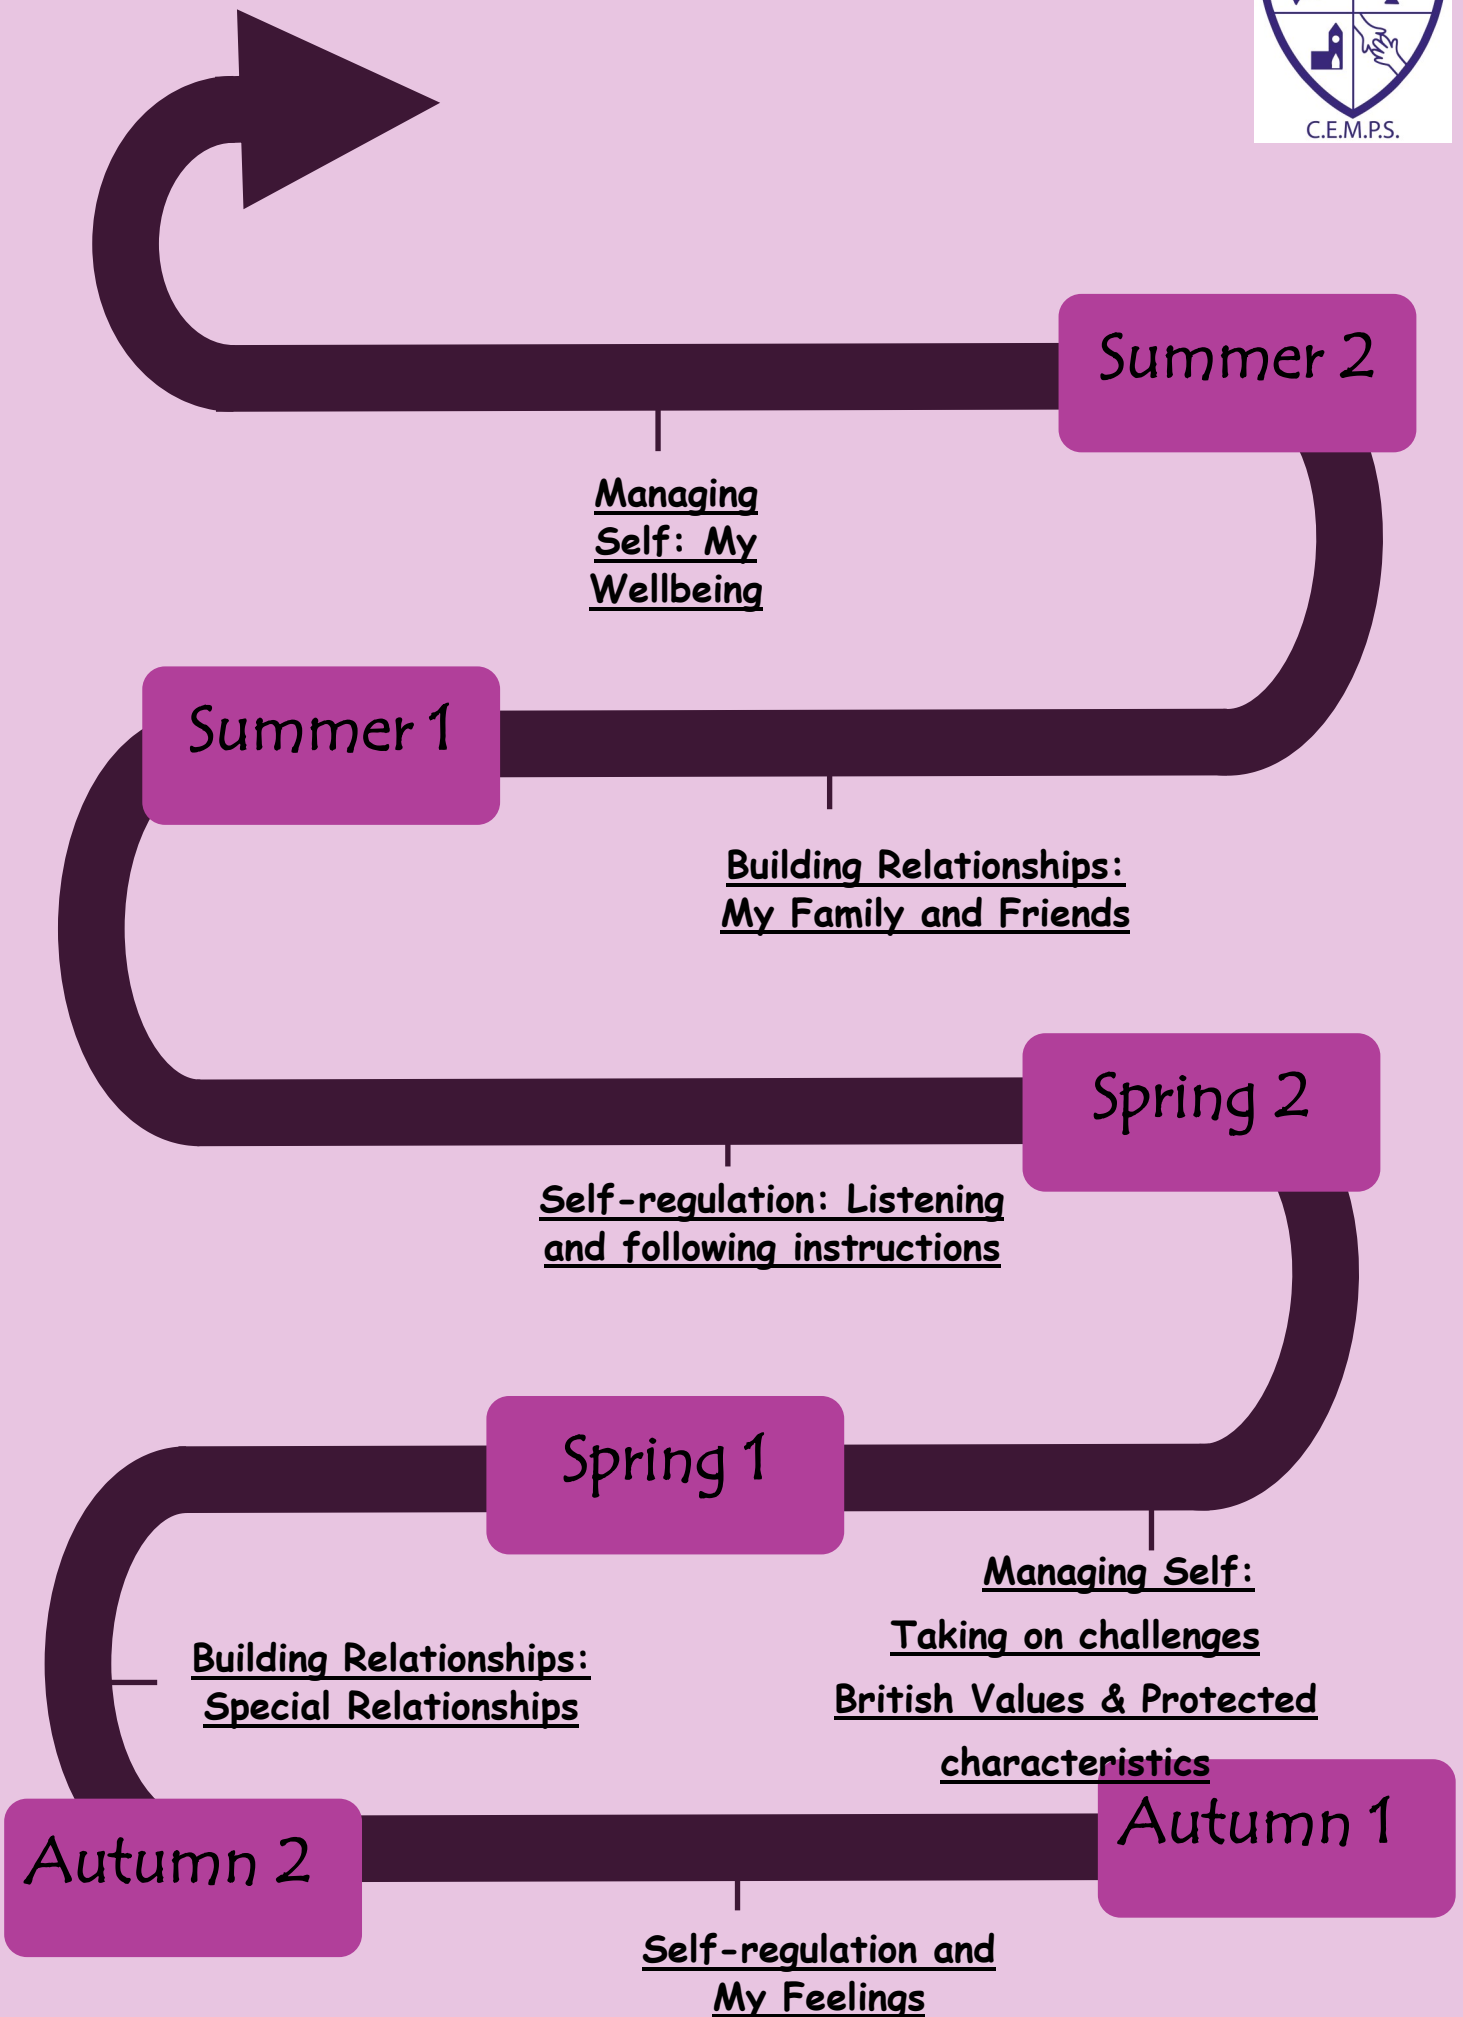 C.E.M.P.S.
Summer 2
Managing
Self: My
Wellbeing
Summer 1
Building Relationships:
My Family and Friends
Spring 2
Self-regulation: Listening
and following instructions
Spring 1
Managing Self:
Taking on challenges
British Values & Protected
characteristics
Building Relationships:
Special Relationships
Autumn 1
Autumn 2
Self-regulation and
My Feelings